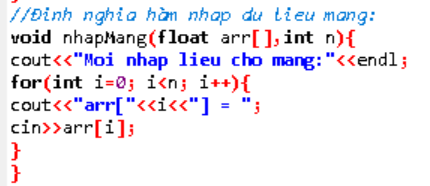 //Đinh nghia hàm nhap du lieu mang:
void nhapMang(float arr[],int n){
cout<<"Moi nhap lieu cho mang:"<<endl;
for(int i=0; i<n; i++){
cout<<"arr["<<i<<"] = ";
cin>>arr[i];
}
}